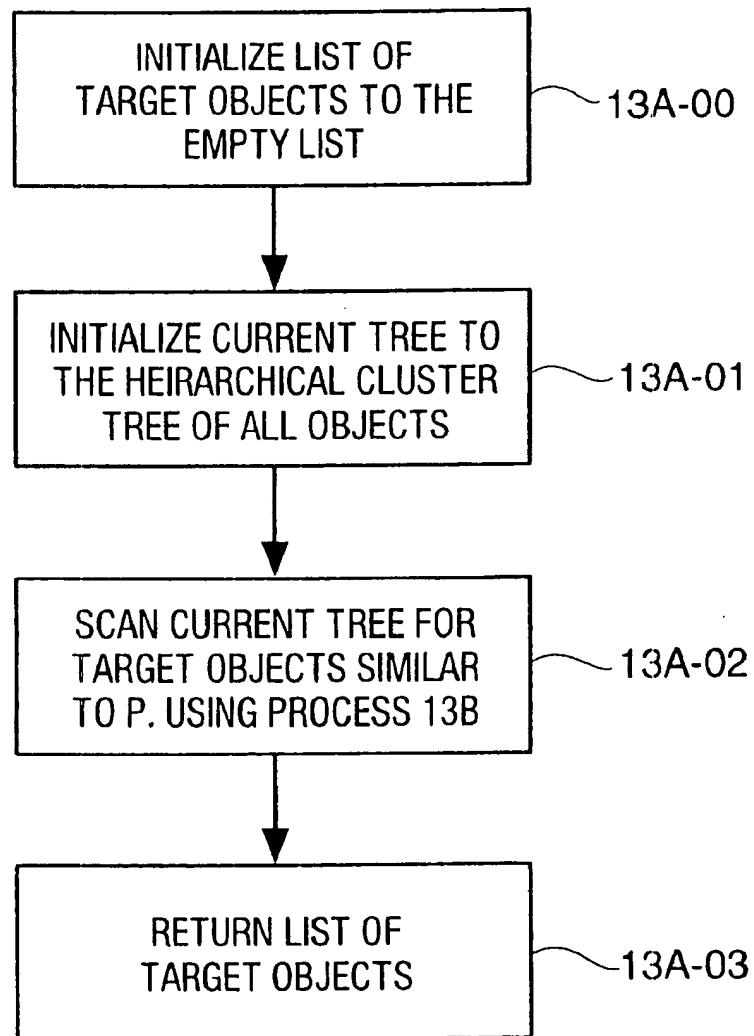 INITIALIZE LIST OF
TARGET OBJECTS TO THE
EMPTY LIST
13A-00
INITIALIZE CURRENT TREE TO
THE HEIRARCHICAL CLUSTER
TREE OF ALL OBJECTS
13A-01
SCAN CURRENT TREE FOR
TARGET OBJECTS SIMILAR
TO P. USING PROCESS 13B
13A-02
RETURN LIST OF
TARGET OBJECTS
13A-03